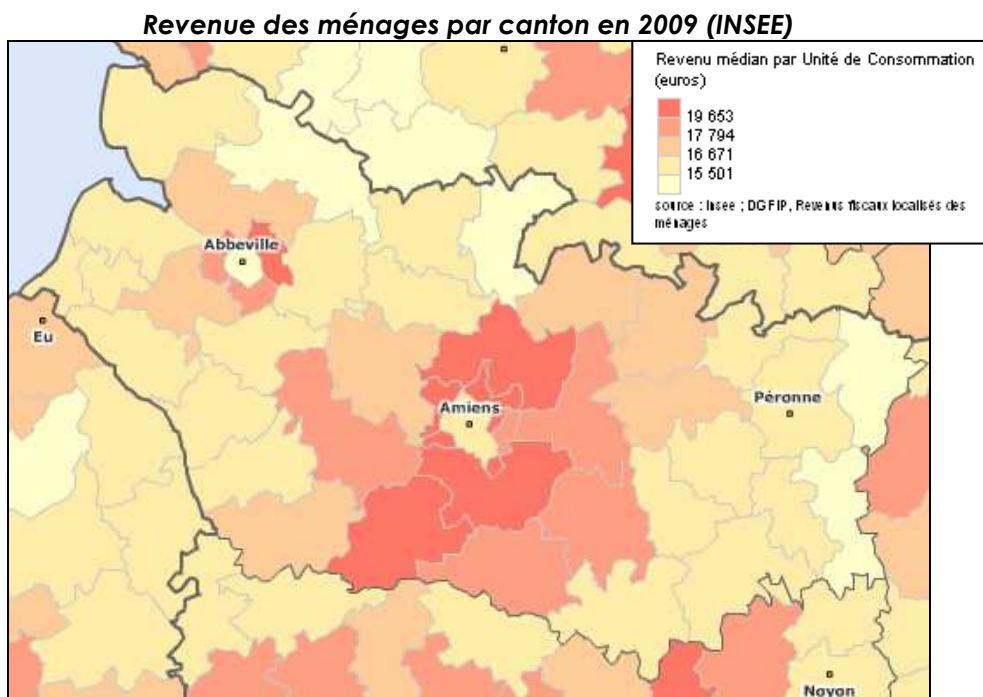 Revenue des ménages par canton en 2009 (INSEE)
Revenu médian par Unité de Consommation
(euros)
19 653
17 794
16 671
15 501
source : Insee ; DGFIP, Revenus fiscaux localisés des
ménages
Abbeville
Eu
Amiens
Péronne
Noyon